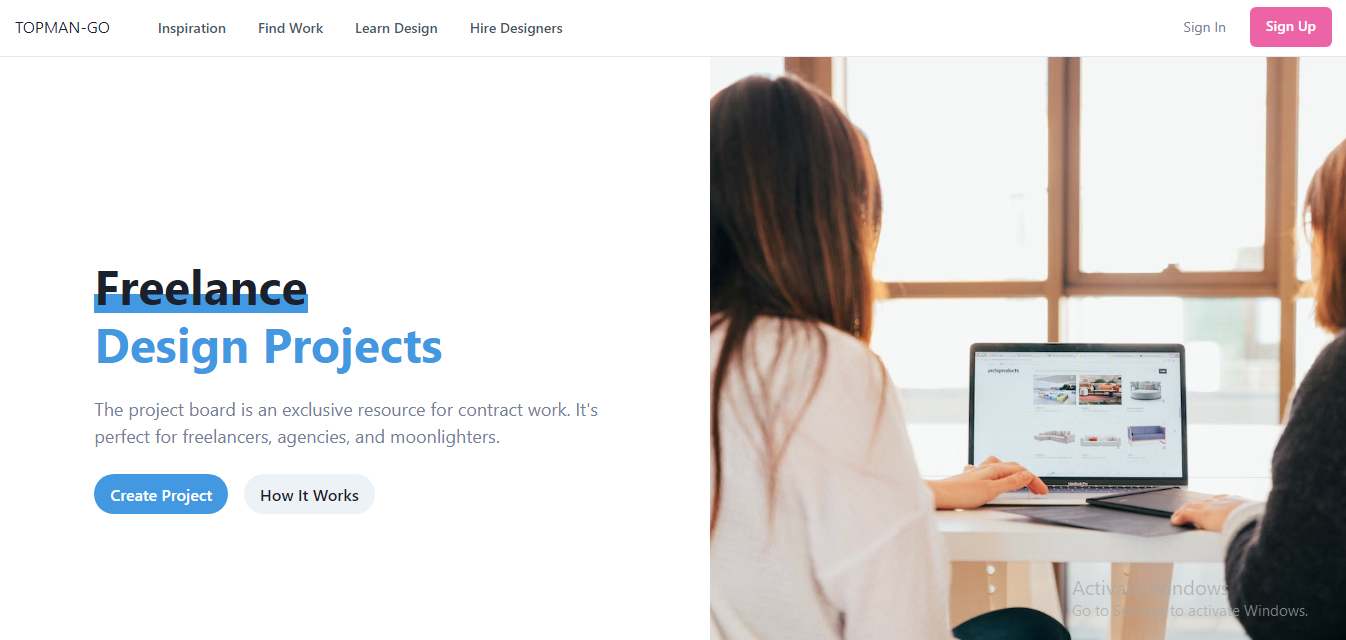 TOPMAN-GO
Inspiration
Find Work
Learn Design
Hire Designers
Sign In
Sign Up
Freelance
Design Projects
The project board is an exclusive resource for contract work. It's
perfect for freelancers, agencies, and moonlighters.
Create Project
How It Works
archiproducts
MacBook Pro
Activate Windows
Go to Settings to activate Windows.